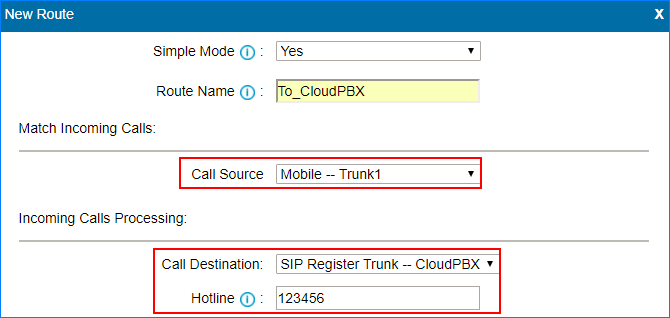 New Route X
Simple Mode i : Yes
Route Name i : To_CloudPBX
Match Incoming Calls:
Call Source Mobile -- Trunk1
Incoming Calls Processing:
Call Destination: SIP Register Trunk -- CloudPBX
Hotline i : 123456